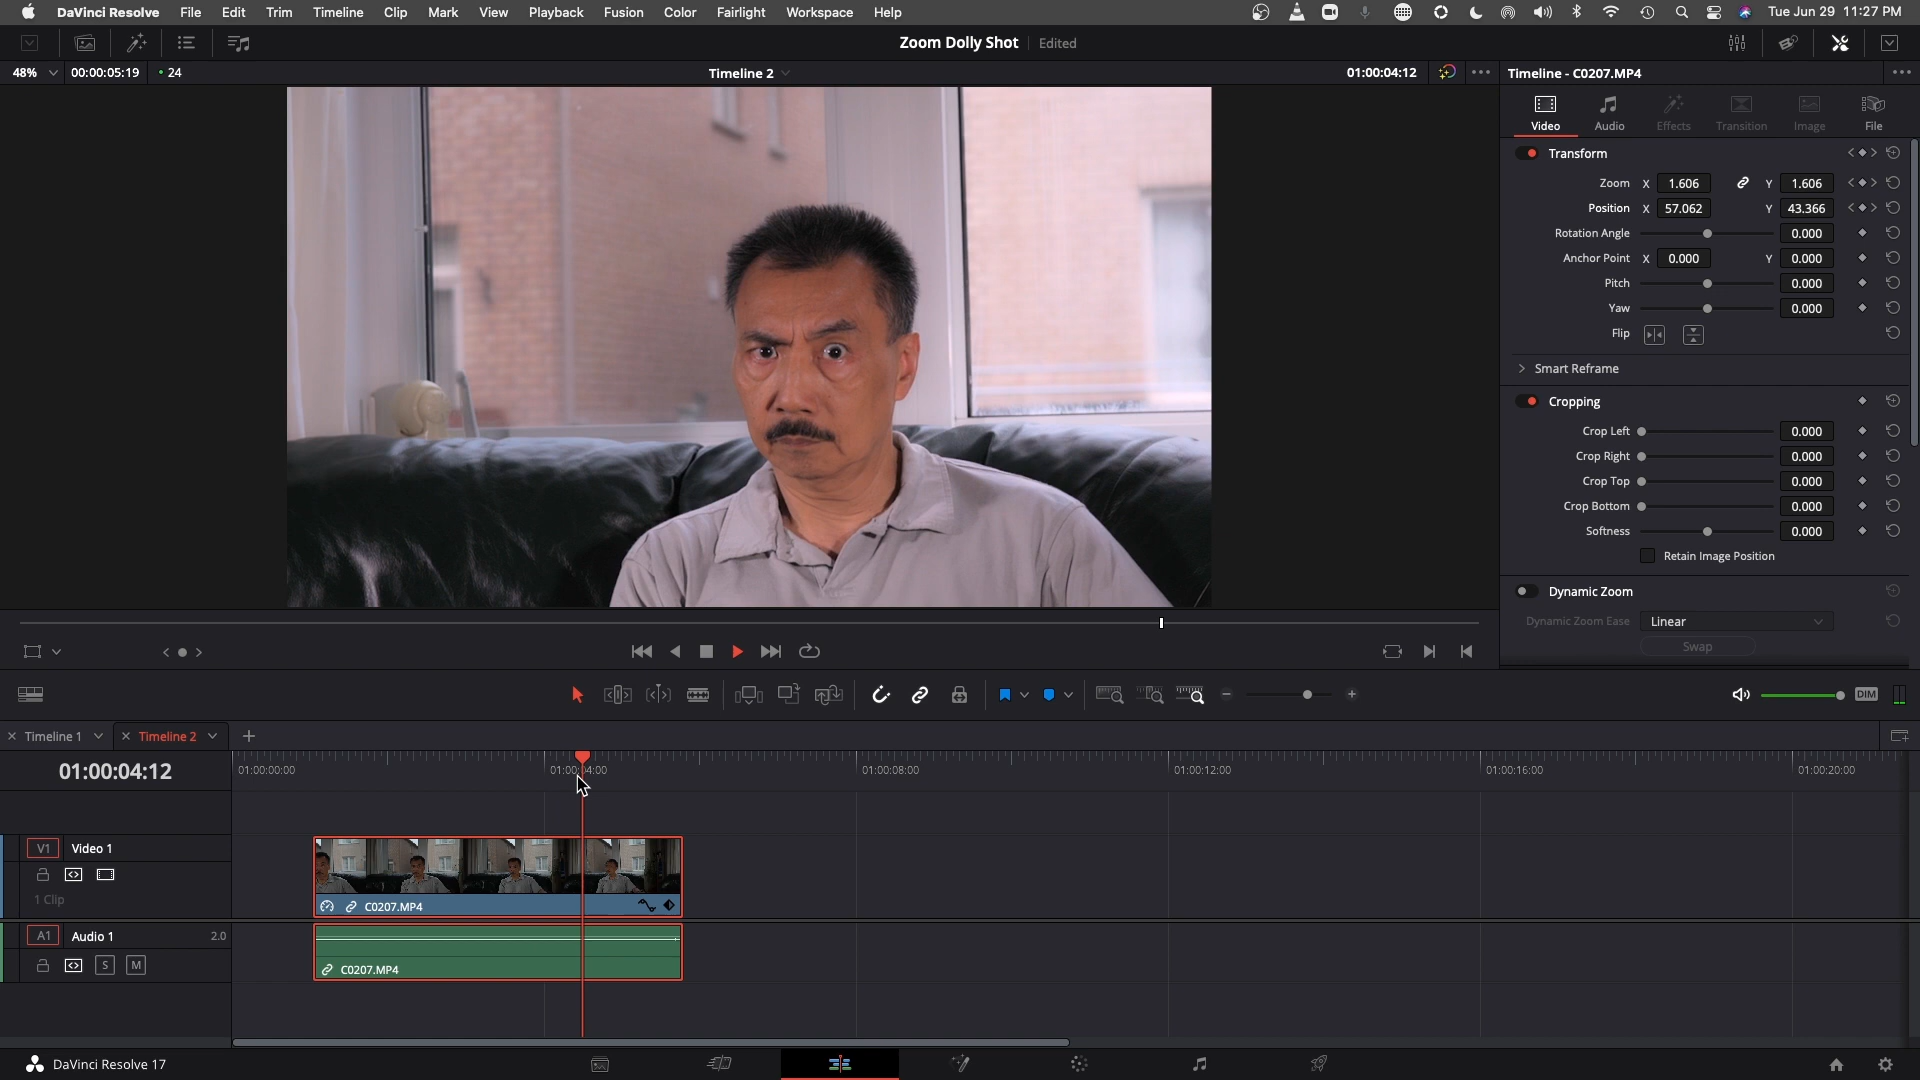 DaVinci Resolve File Edit Trim Timeline Clip Mark View Playback Fusion Color Fairlight Workspace Help Tue Jun 29 11:27 PM
Zoom Dolly Shot Edited
48% 00:00:05:19 24 Timeline 2 01:00:04:12 Timeline - C0207.MP4
Video Audio Effects Transition Image File
Transform
Zoom X 1.606 Y 1.606
Position X 57.062 Y 43.366
Rotation Angle 0.000
Anchor Point X 0.000 Y 0.000
Pitch 0.000
Yaw 0.000
Flip
Smart Reframe
Cropping
Crop Left 0.000
Crop Right 0.000
Crop Top 0.000
Crop Bottom 0.000
Softness 0.000
Retain Image Position
Dynamic Zoom
Dynamic Zoom Ease Linear
Swap
DIM
Timeline 1 Timeline 2
01:00:04:12 01:00:00:00 01:00:04:00 01:00:08:00 01:00:12:00 01:00:16:00 01:00:20:00
V1 Video 1
1 Clip
C0207.MP4
A1 Audio 1 2.0
S M
C0207.MP4
DaVinci Resolve 17